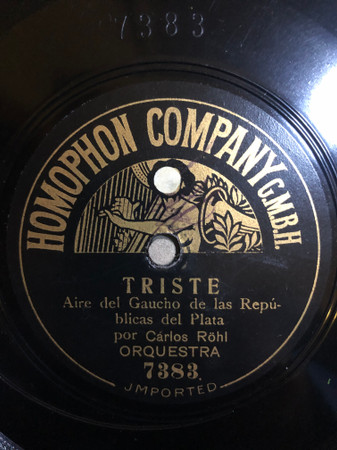 7383
HOMOPHON COMPANY G.M.B.H.
TRISTE
Aire del Gaucho de las Repú-
blicas del Plata
por Cárlos Röhl
ORQUESTRA
7383.
JMPORTED